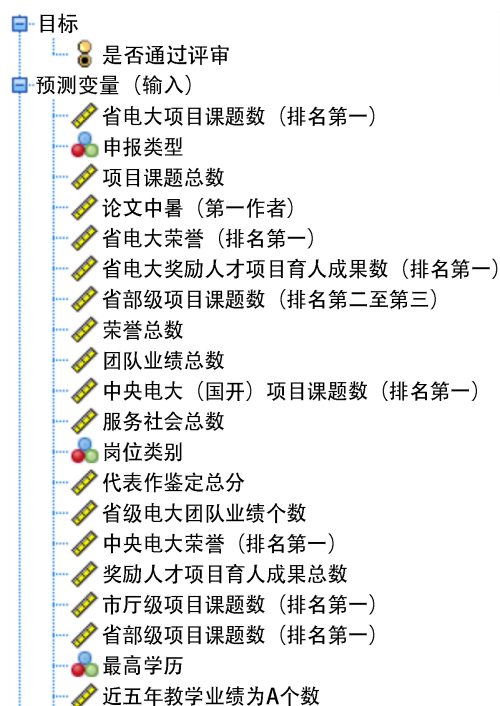 目标
是否通过评审
预测变量（输入）
省电大项目课题数（排名第一）
申报类型
项目课题总数
论文中暑（第一作者）
省电大荣誉（排名第一）
省电大奖励人才项目育人成果数（排名第一）
省部级项目课题数（排名第二至第三）
荣誉总数
团队业绩总数
中央电大（国开）项目课题数（排名第一）
服务社会总数
岗位类别
代表作鉴定总分
省级电大团队业绩个数
中央电大荣誉（排名第一）
奖励人才项目育人成果总数
市厅级项目课题数（排名第一）
省部级项目课题数（排名第一）
最高学历
近五年教学业绩为A个数